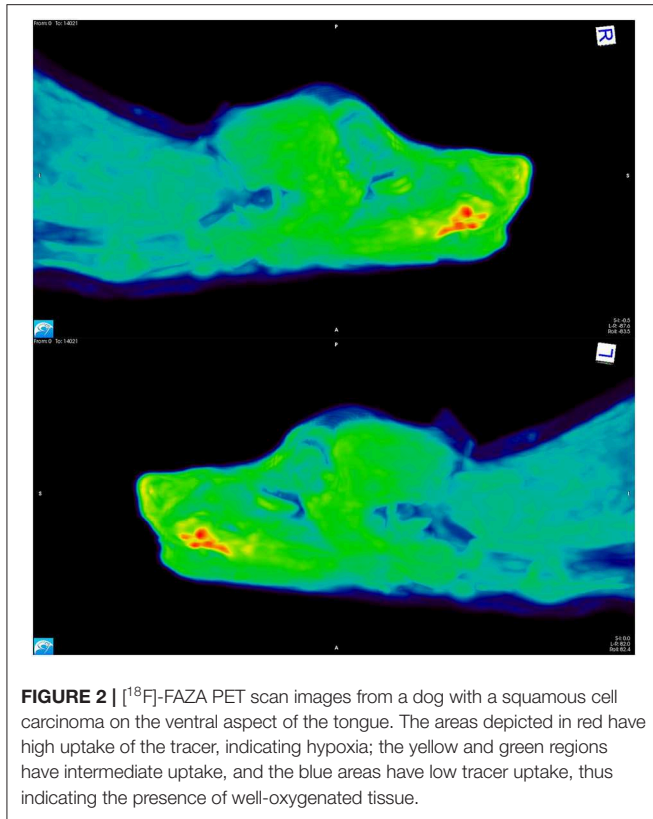 From: 0 To: 14021
P
R
I
S
S-I: -0.5
L-R: -87.6
Roll: -83.5
A
From: 0 To: 14021
P
L
S
I
S-I: 0.0
L-R: 82.0
Roll: 82.4
A
FIGURE 2 | [¹⁸F]-FAZA PET scan images from a dog with a squamous cell
carcinoma on the ventral aspect of the tongue. The areas depicted in red have
high uptake of the tracer, indicating hypoxia; the yellow and green regions
have intermediate uptake, and the blue areas have low tracer uptake, thus
indicating the presence of well-oxygenated tissue.